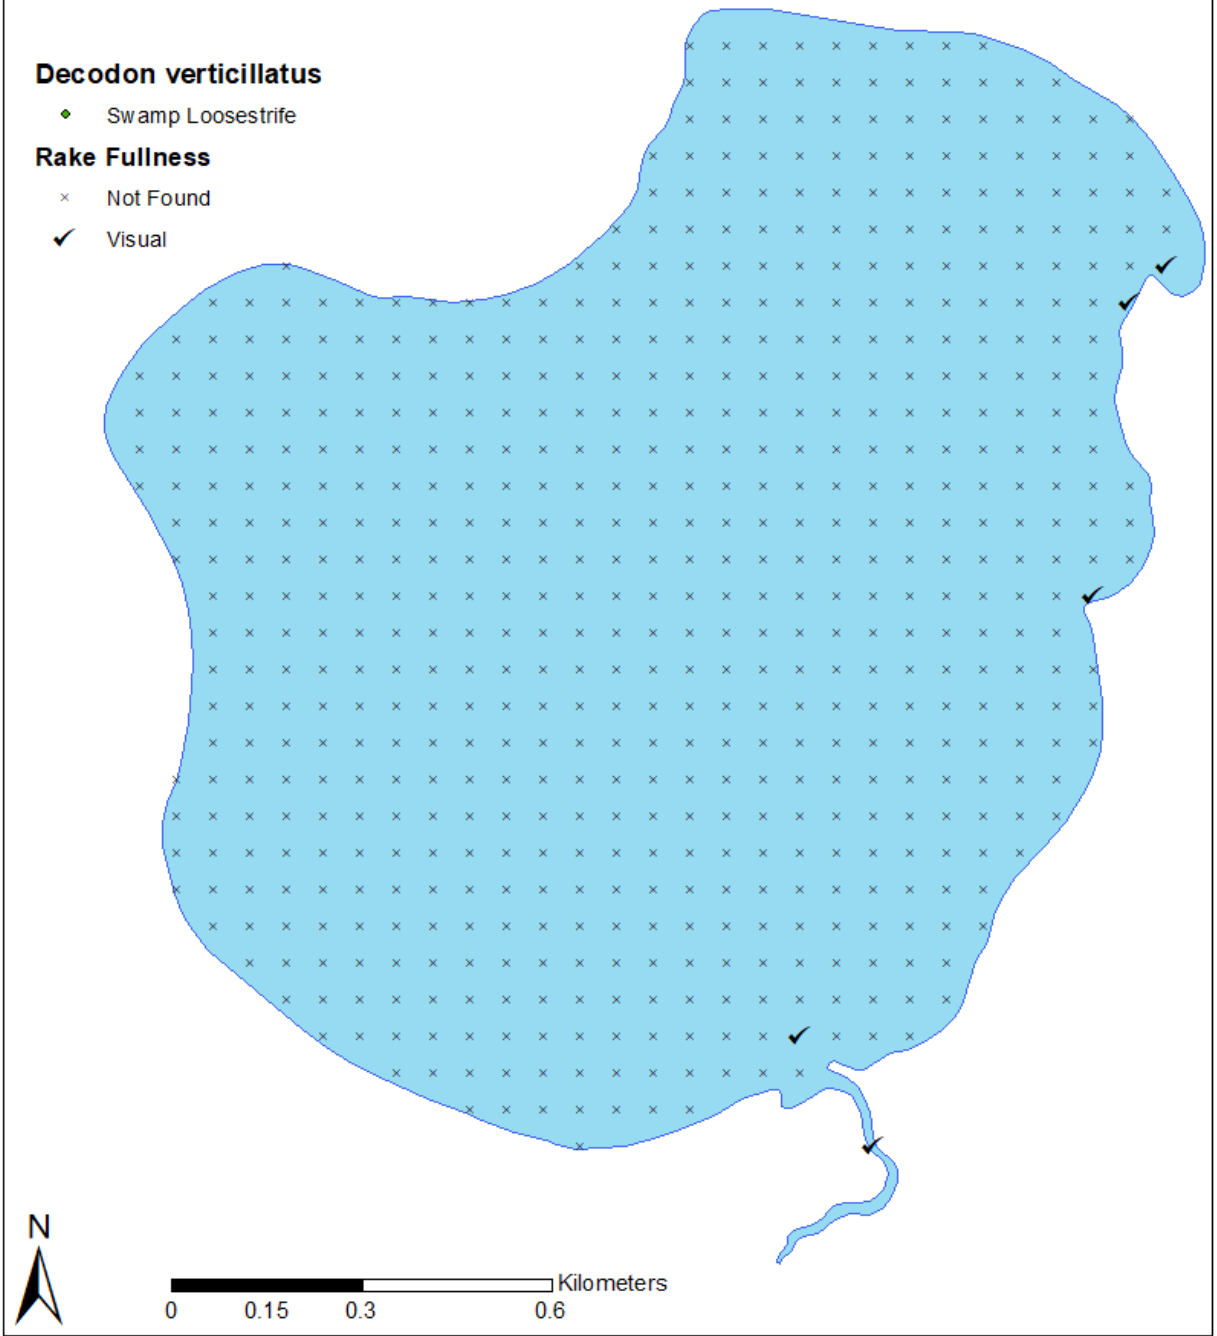 Decodon verticillatus
Swamp Loosestrife
Rake Fullness
Not Found
Visual
N
Kilometers
0 0.15 0.3 0.6